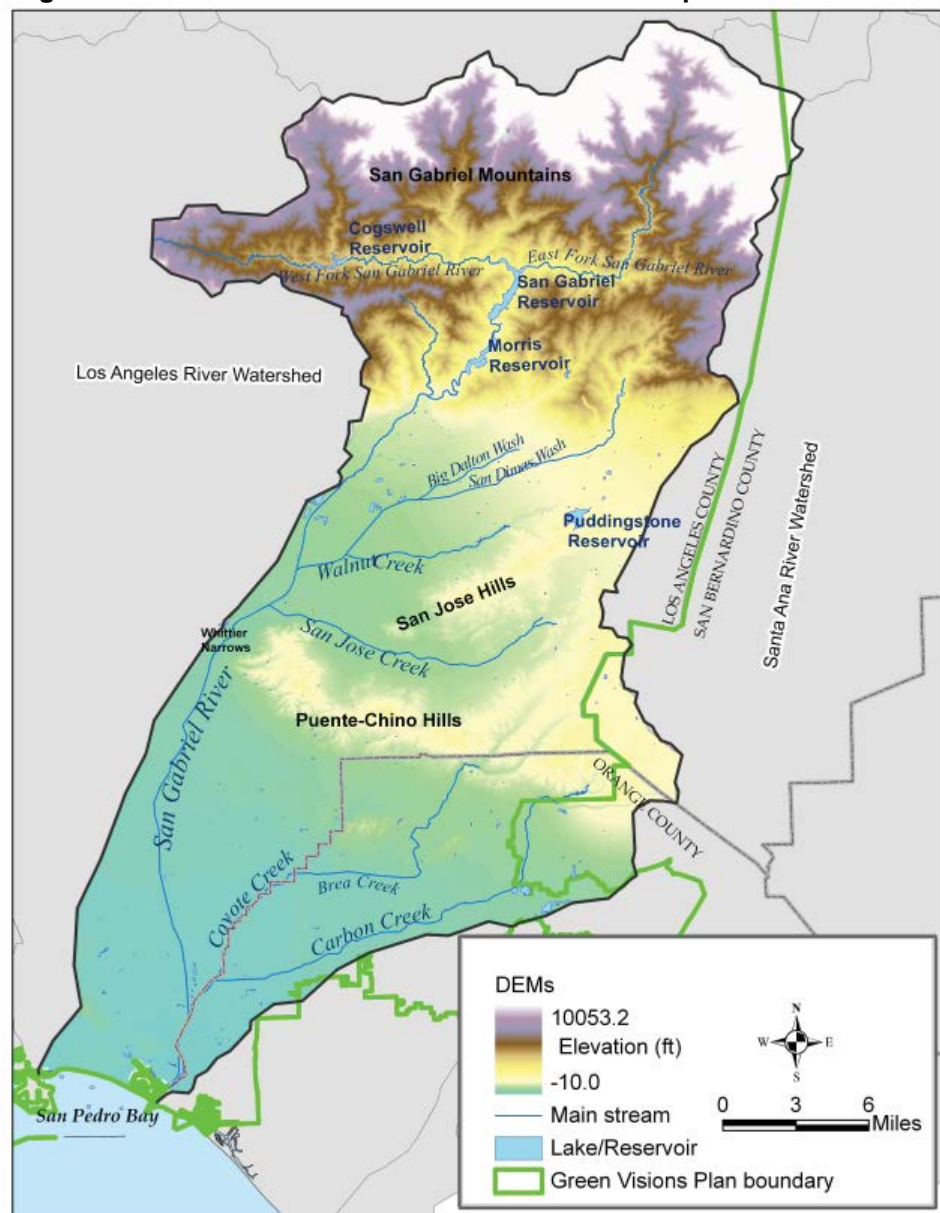 San Gabriel Mountains
Cogswell
Reservoir
West Fork San Gabriel River
East Fork San Gabriel River
San Gabriel
Reservoir
Morris
Reservoir
Los Angeles River Watershed
Big Dalton Wash
San Dimas Wash
Puddingstone
Reservoir
Walnut Creek
San Jose Hills
LOS ANGELES COUNTY
SAN BERNARDINO COUNTY
Santa Ana River Watershed
Whittier
Narrows
San Jose Creek
San Gabriel River
Puente-Chino Hills
ORANGE COUNTY
Coyote Creek
Brea Creek
Carbon Creek
San Pedro Bay
DEMs
10053.2
Elevation (ft)
-10.0
Main stream
Lake/Reservoir
Green Visions Plan boundary
N
W
E
S
0 3 6
Miles